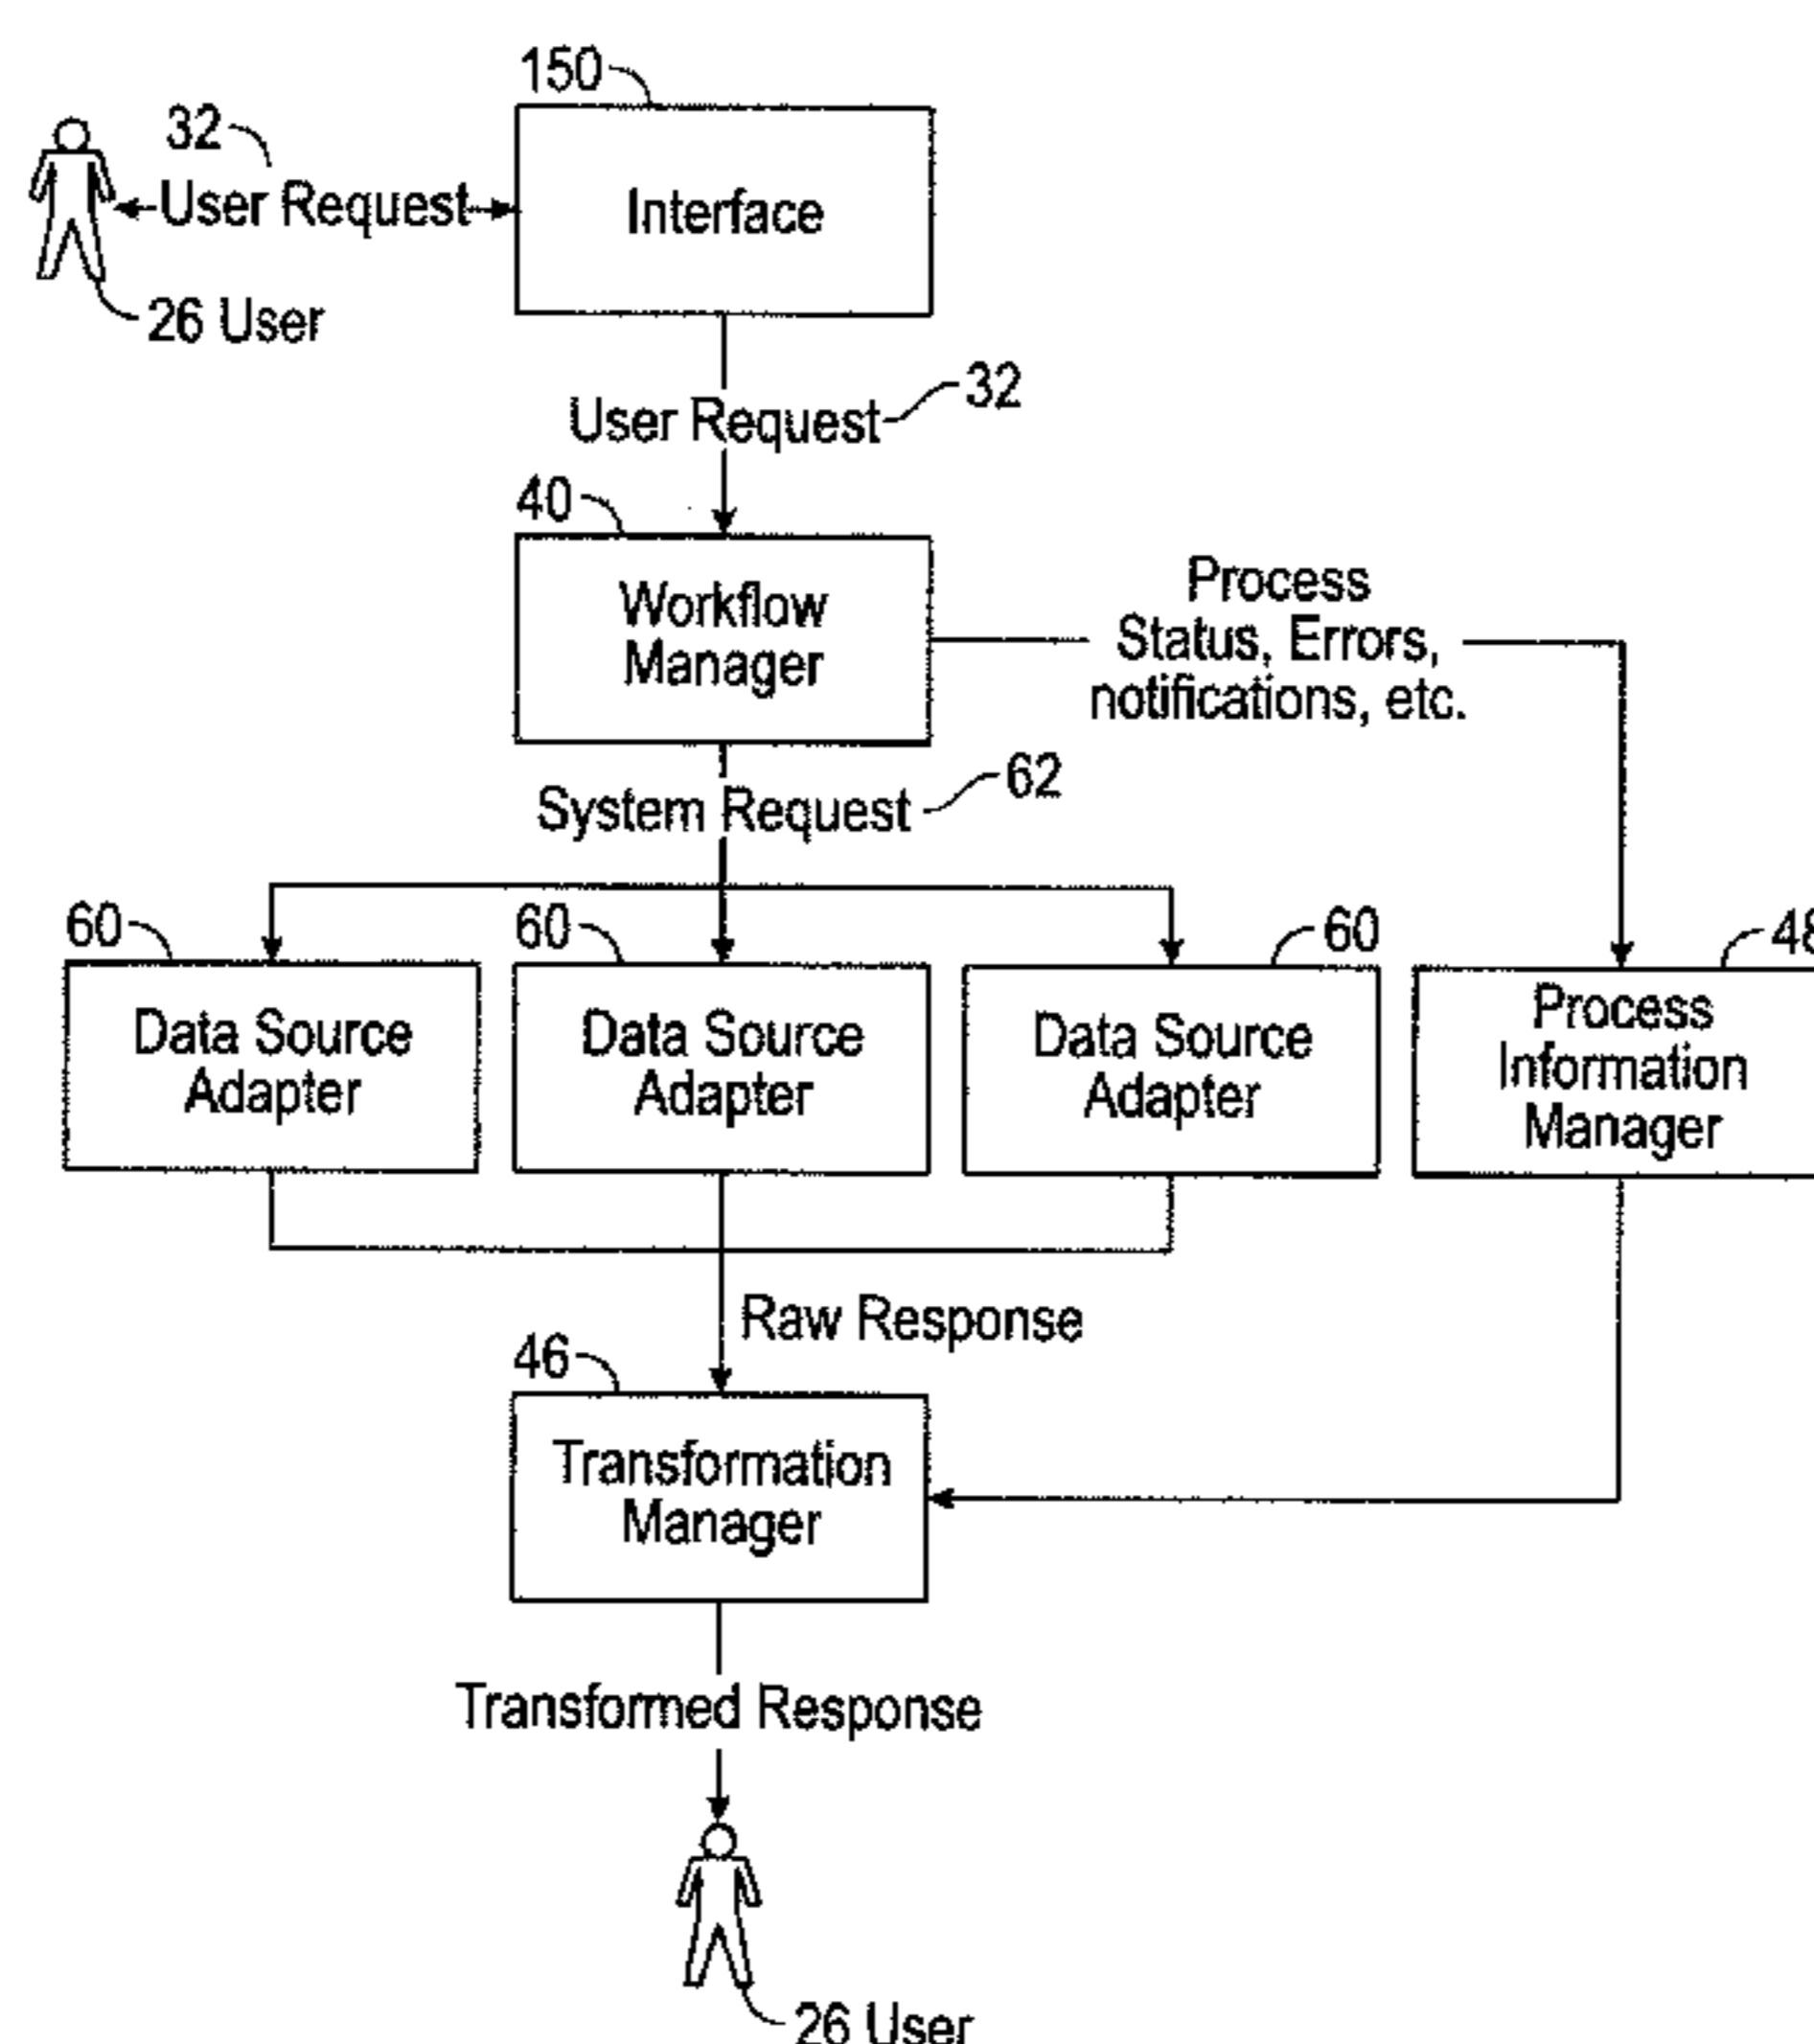 150
32
User Request
Interface
26 User
User Request
32
40
Workflow
Manager
Process
Status, Errors,
notifications, etc.
System Request
62
60
60
60
48
Data Source
Adapter
Data Source
Adapter
Data Source
Adapter
Process
Information
Manager
Raw Response
46
Transformation
Manager
Transformed Response
26 User